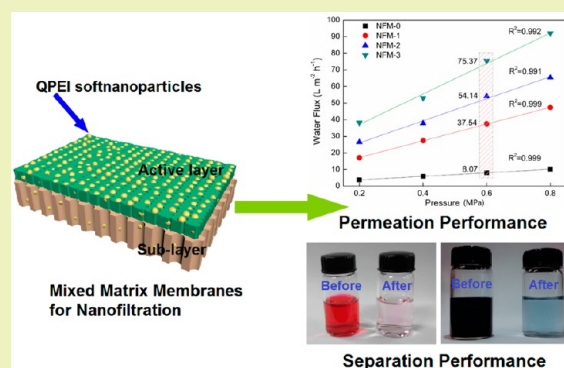 QPEI softnanoparticles
Active layer
Sub-layer
Mixed Matrix Membranes
for Nanofiltration
NFM-0
NFM-1
NFM-2
NFM-3
Water Flux (L m⁻² h⁻¹)
100
90
80
70
60
50
40
30
20
10
0
R²=0.992
75.37
R²=0.991
54.14
R²=0.999
37.54
R²=0.999
8.07
0.2 0.4 0.6 0.8
Pressure (MPa)
Permeation Performance
Before After
Before After
Separation Performance